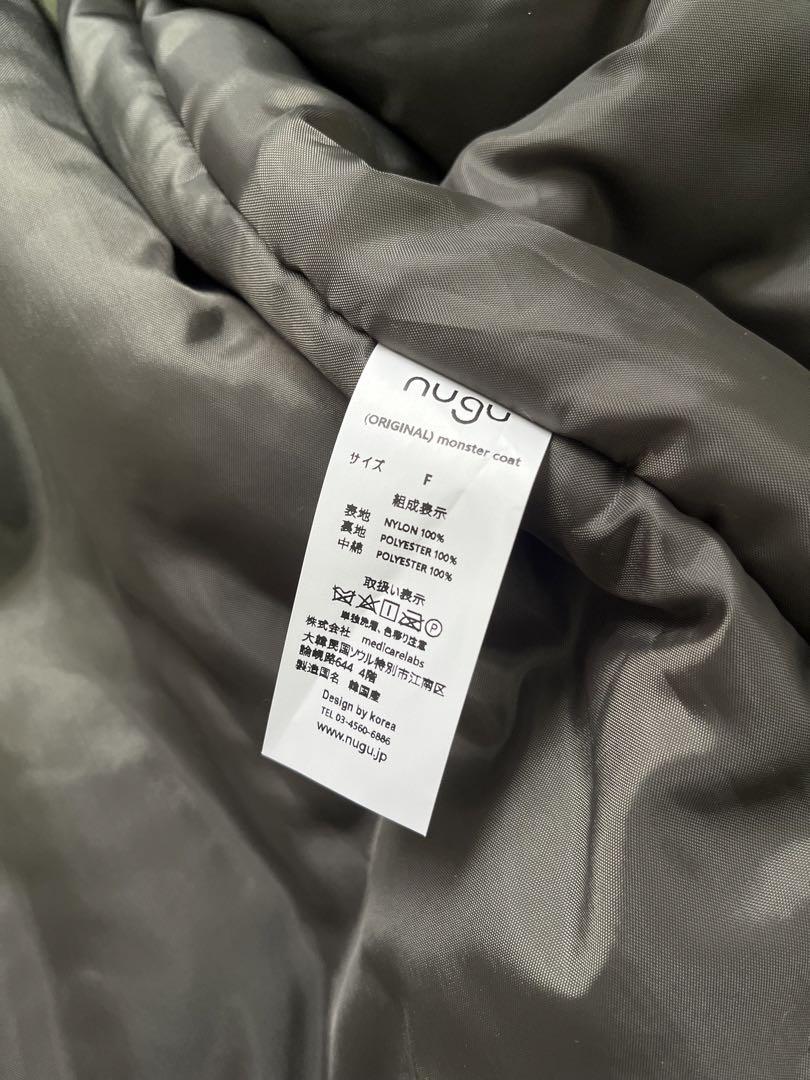 nugu
(ORIGINAL) monster coat
サイズ F
組成表示
表地 NYLON 100%
裏地 POLYESTER 100%
中綿 POLYESTER 100%
取扱い表示
P
単独洗濯、色移り注意
株式会社 medicarelabs
大韓民国ソウル特別市江南区
論峴路644 4階
製造国名 韓国産
Design by korea
TEL 03-4560-6886
www.nugu.jp